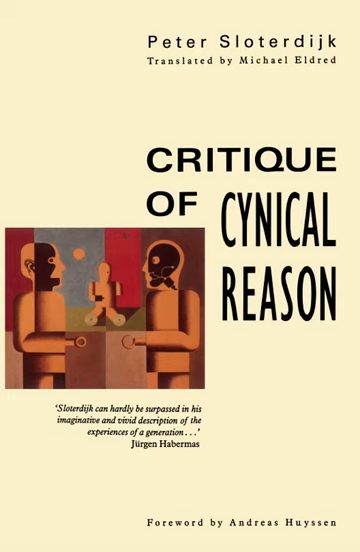 Peter Sloterdijk
Translated by Michael Eldred
CRITIQUE
OF CYNICAL
REASON
'Sloterdijk can hardly be surpassed in his
imaginative and vivid description of the
experiences of a generation . . .'
Jürgen Habermas
Foreword by Andreas Huyssen